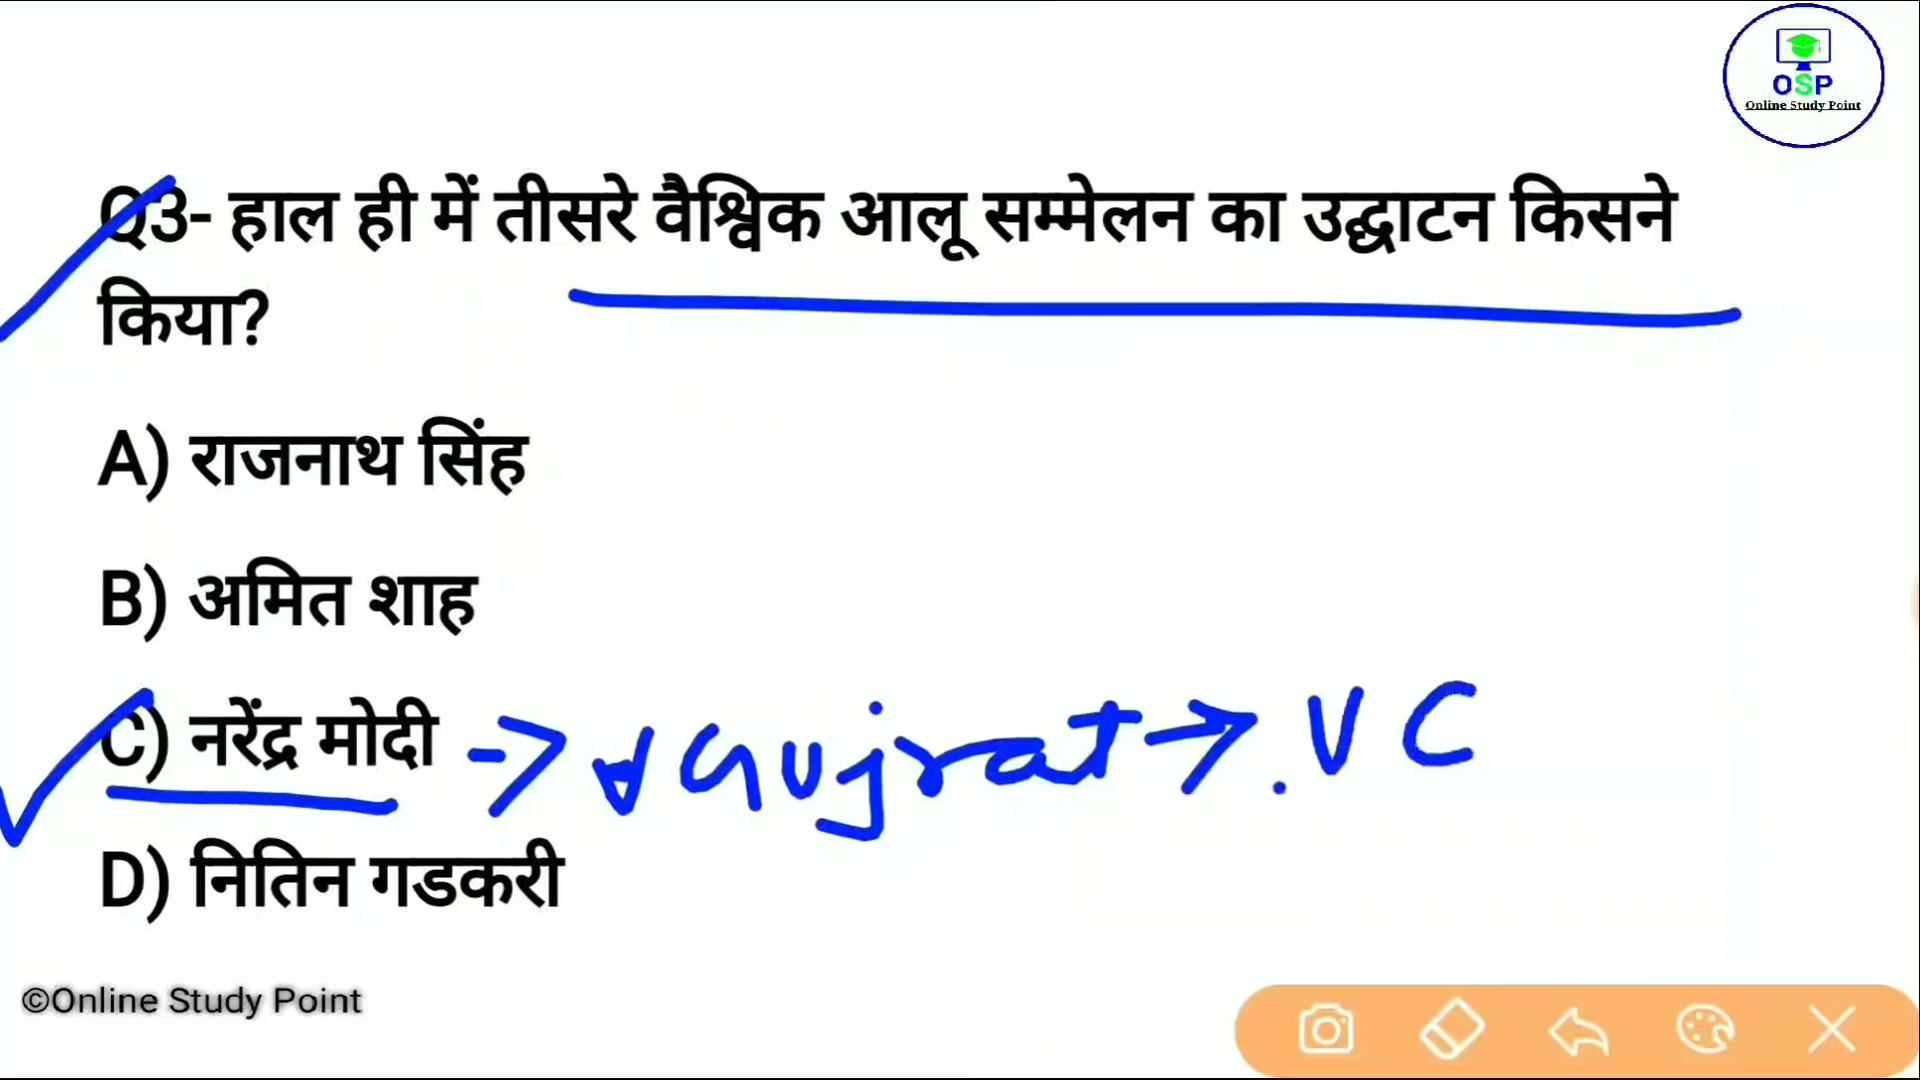 OSP
Online Study Point
Q3- हाल ही में तीसरे वैश्विक आलू सम्मेलन का उद्घाटन किसने
किया?
A) राजनाथ सिंह
B) अमित शाह
C) नरेंद्र मोदी -> Gujrat -> . VC
D) नितिन गडकरी
©Online Study Point